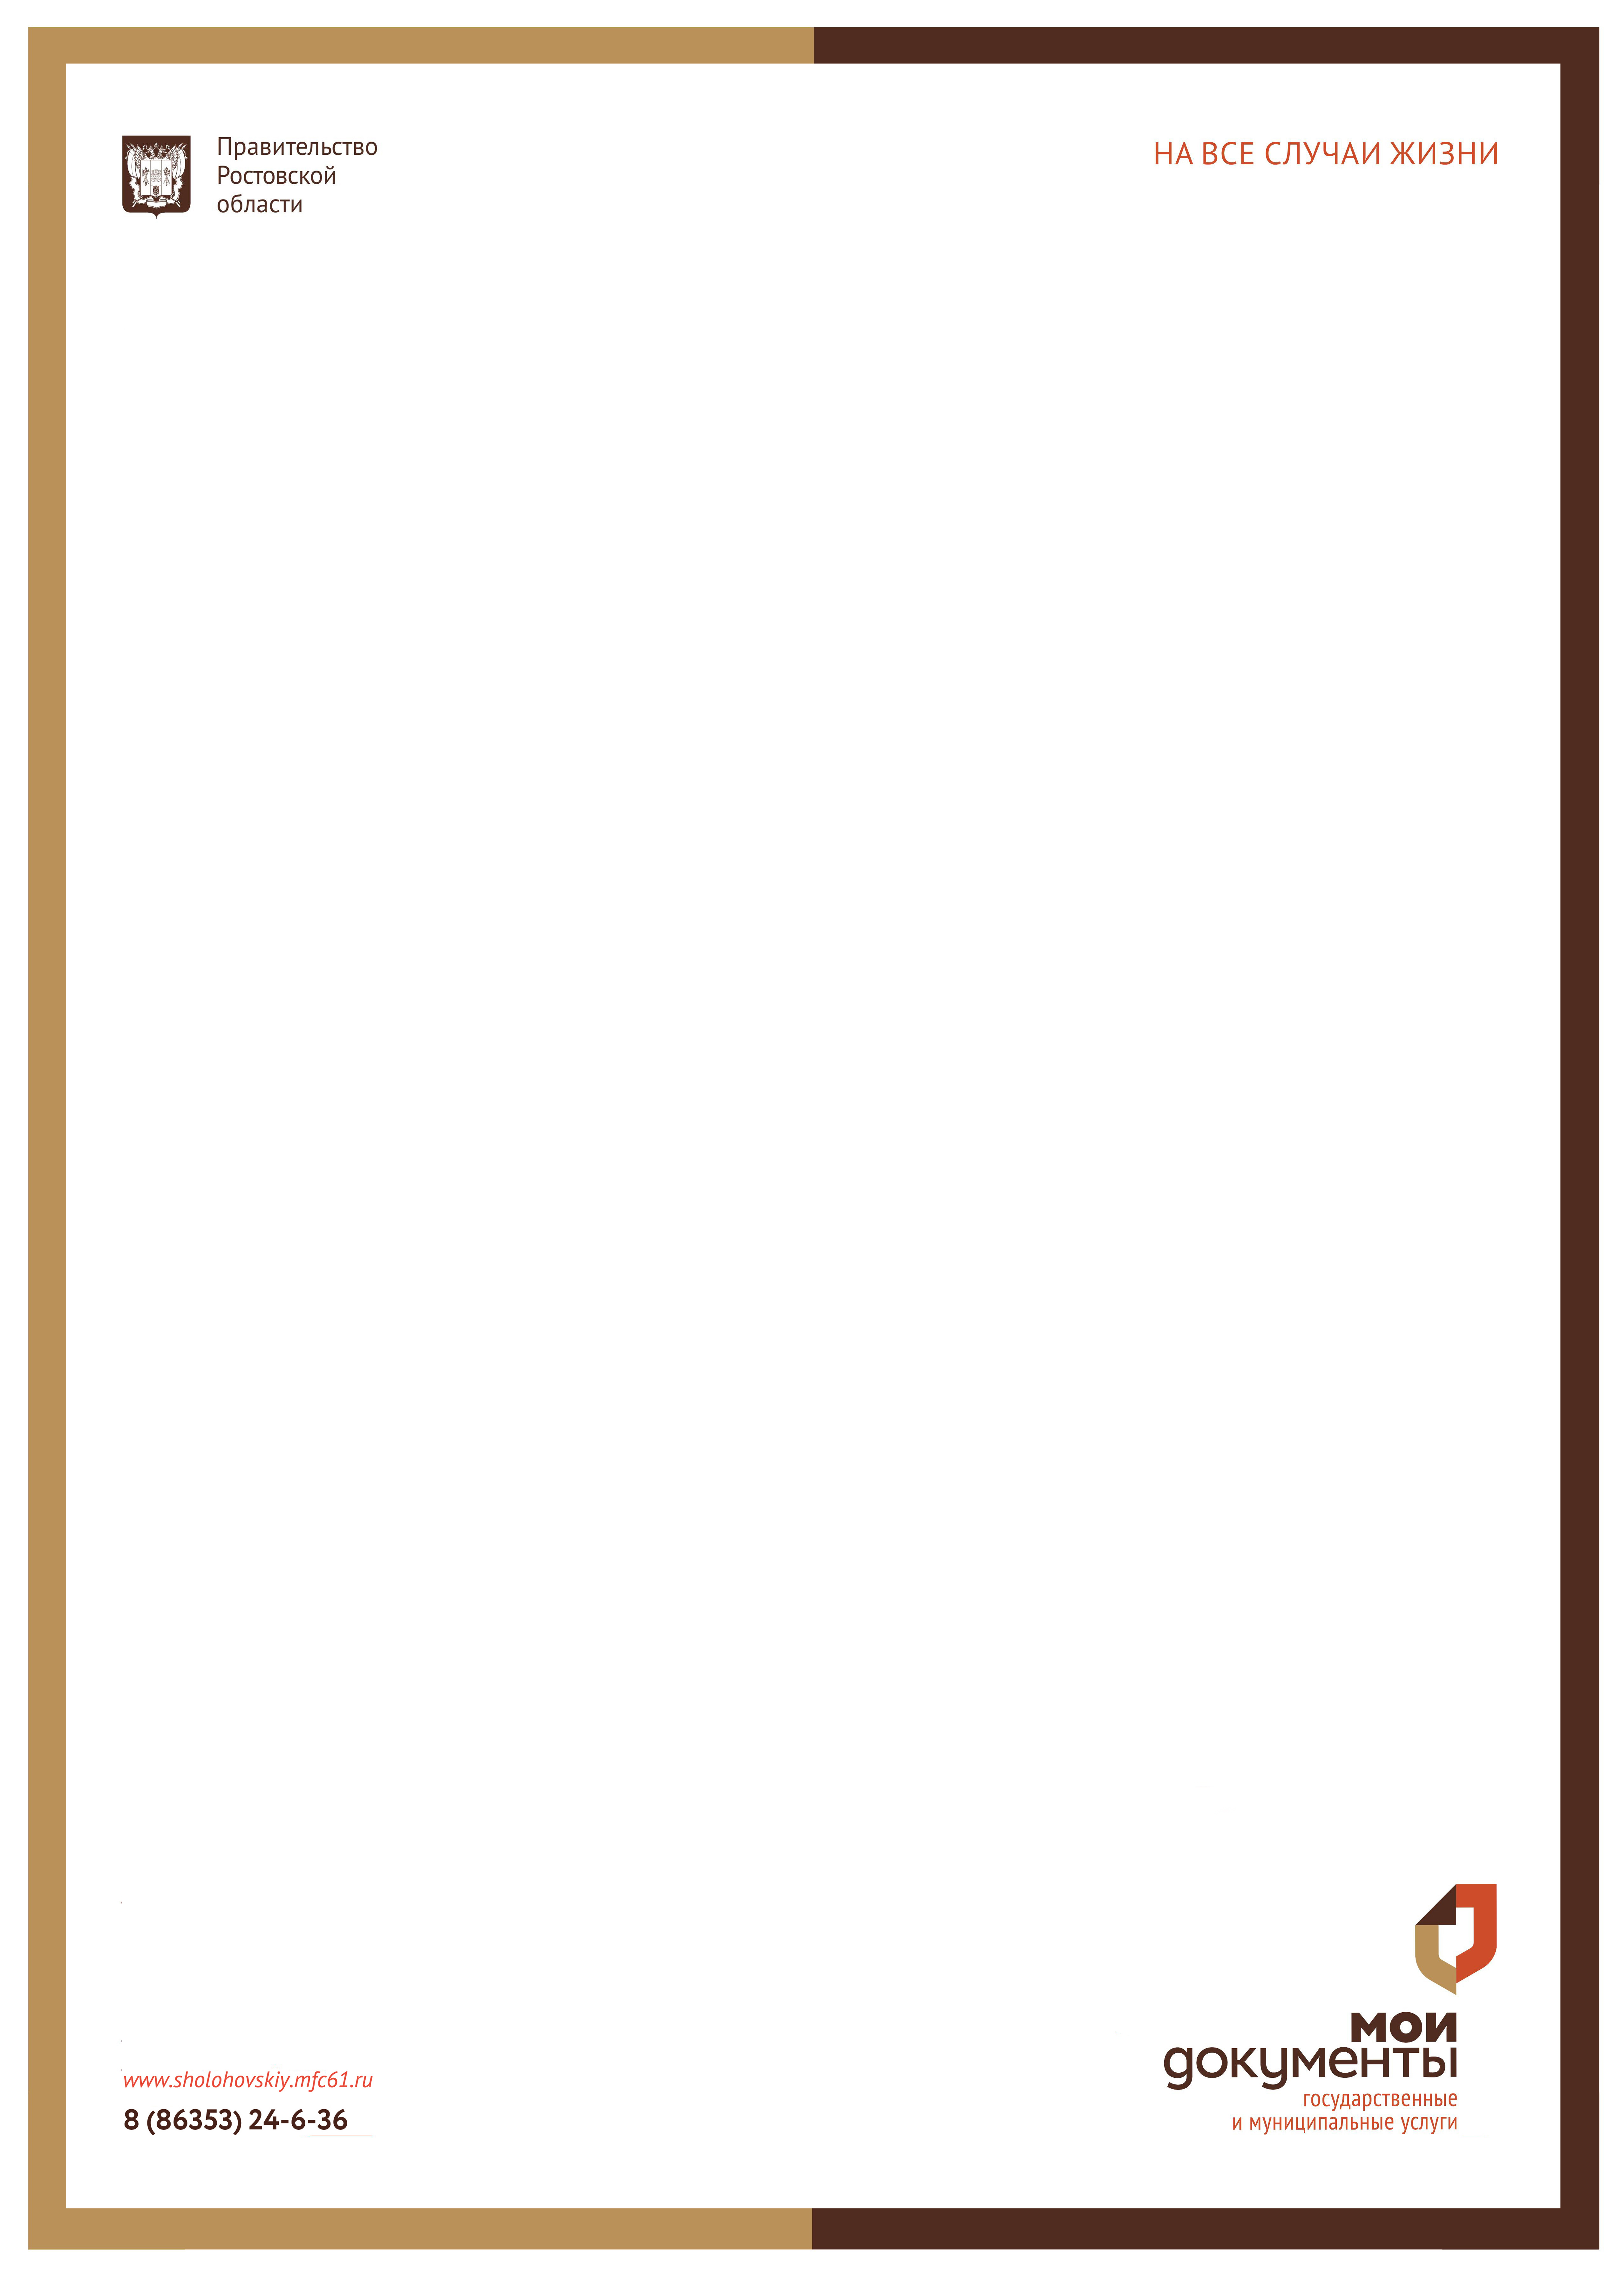 Правительство
Ростовской
области
НА ВСЕ СЛУЧАИ ЖИЗНИ
www.sholohovskiy.mfc61.ru
8 (86353) 24-6-36
мои
документы
государственные
и муниципальные услуги